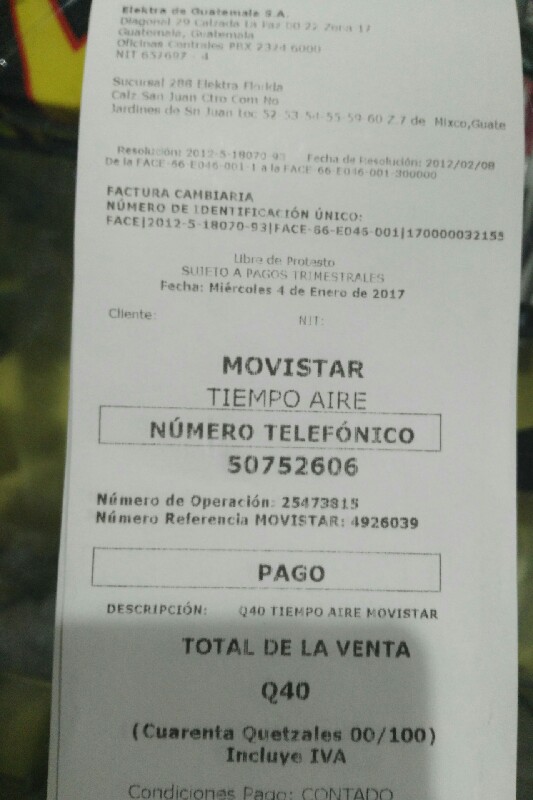 Elektra de Guatemala S.A.
Diagonal 29 Calzada La Paz 00-22 Zona 17
Guatemala, Guatemala
Oficinas Centrales PBX 2324 6000
NIT 657697 - 4
Sucursal 288 Elektra Florida
Calz San Juan Ctro Com No
Jardines de Sn Juan Loc 52-53-54-55-59-60 Z.7 de Mixco,Guate
Resolución: 2012-5-18070-93 Fecha de Resolución: 2012/02/08
De la FACE-66-E046-001-1 a la FACE-66-E046-001-300000
FACTURA CAMBIARIA
NÚMERO DE IDENTIFICACIÓN ÚNICO:
FACE|2012-5-18070-93|FACE-66-E046-001|170000032155
Libre de Protesto
SUJETO A PAGOS TRIMESTRALES
Fecha: Miércoles 4 de Enero de 2017
Cliente: NIT:
MOVISTAR
TIEMPO AIRE
NÚMERO TELEFÓNICO
50752606
Número de Operación: 25473815
Número Referencia MOVISTAR: 4926039
PAGO
DESCRIPCIÓN: Q40 TIEMPO AIRE MOVISTAR
TOTAL DE LA VENTA
Q40
(Cuarenta Quetzales 00/100)
Incluye IVA
Condiciones Pago: CONTADO